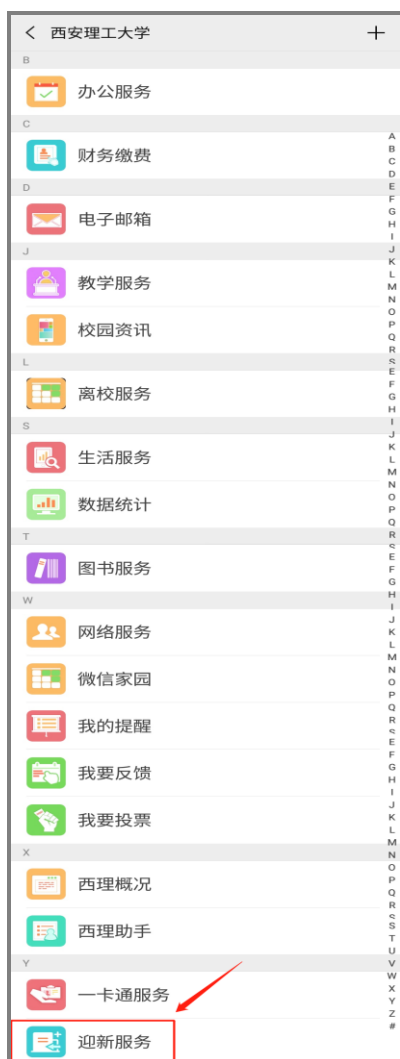 西安理工大学
B
办公服务
C
财务缴费
D
电子邮箱
J
教学服务
校园资讯
L
离校服务
S
生活服务
数据统计
T
图书服务
W
网络服务
微信家园
我的提醒
我要反馈
我要投票
X
西理概况
西理助手
Y
一卡通服务
迎新服务
A
B
C
D
E
F
G
H
I
J
K
L
M
N
O
P
Q
R
S
E
F
G
H
I
J
K
L
M
N
O
P
Q
R
S
E
F
G
H
I
J
K
L
M
N
O
P
Q
R
S
E
F
G
H
I
J
K
L
M
N
O
P
Q
R
S
S
T
U
V
W
X
Y
Z
#